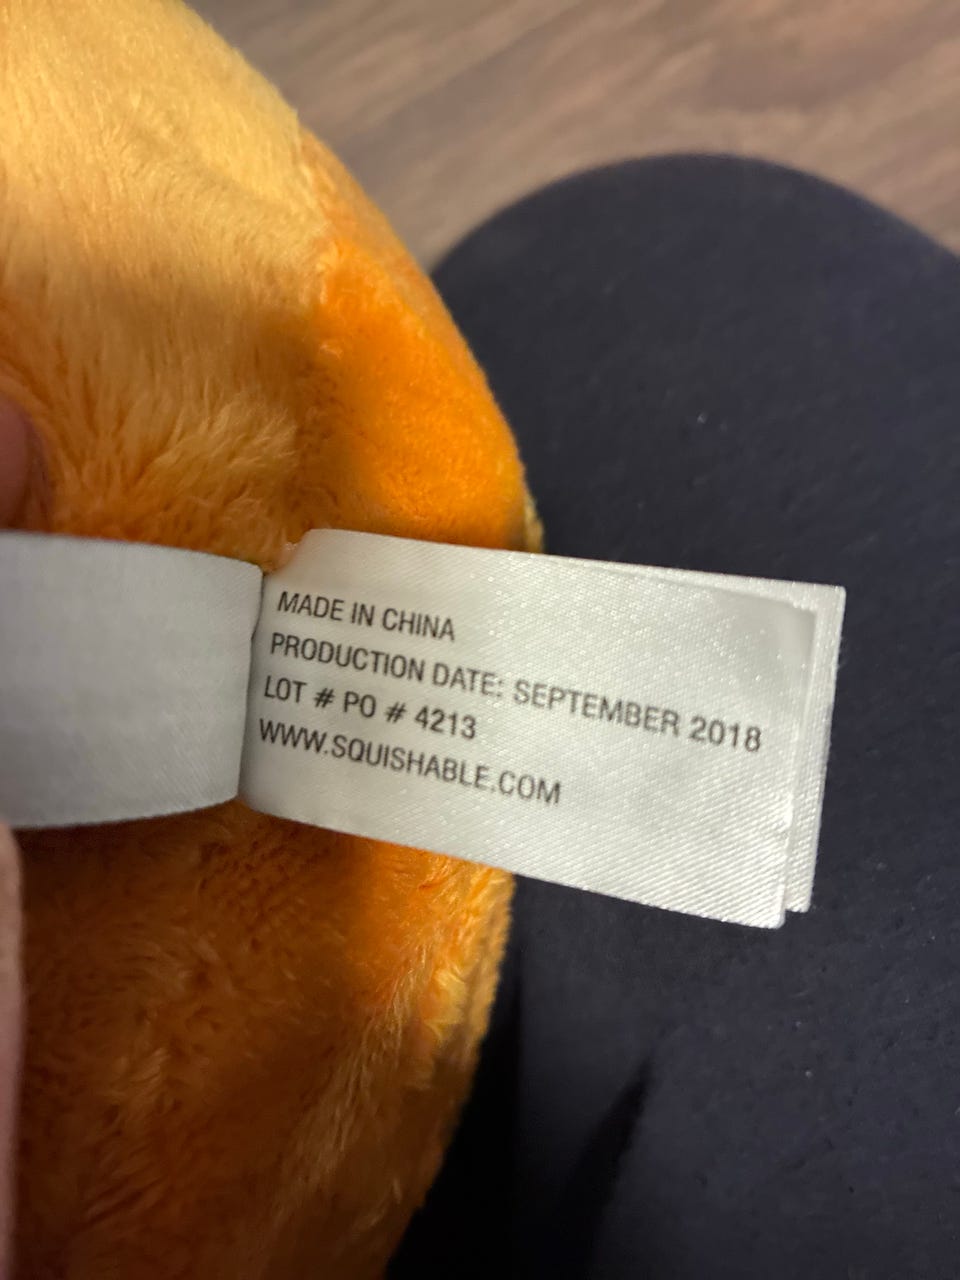 MADE IN CHINA
PRODUCTION DATE: SEPTEMBER 2018
LOT # PO # 4213
WWW.SQUISHABLE.COM